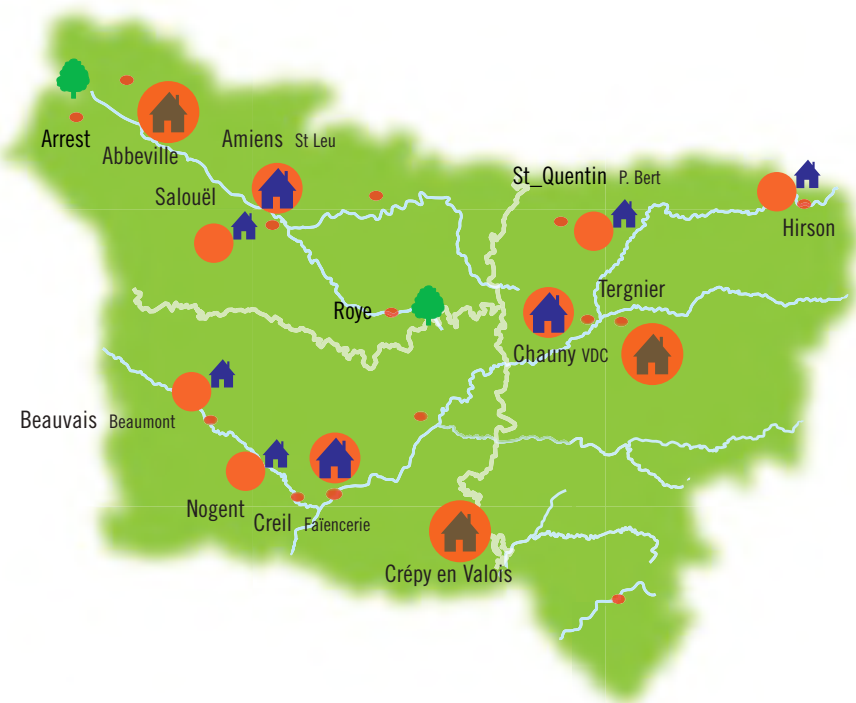 Arrest
Abbeville
Amiens St Leu
Salouël
St_Quentin P. Bert
Hirson
Roye
Tergnier
Chauny VDC
Beauvais Beaumont
Nogent
Creil Faïencerie
Crépy en Valois